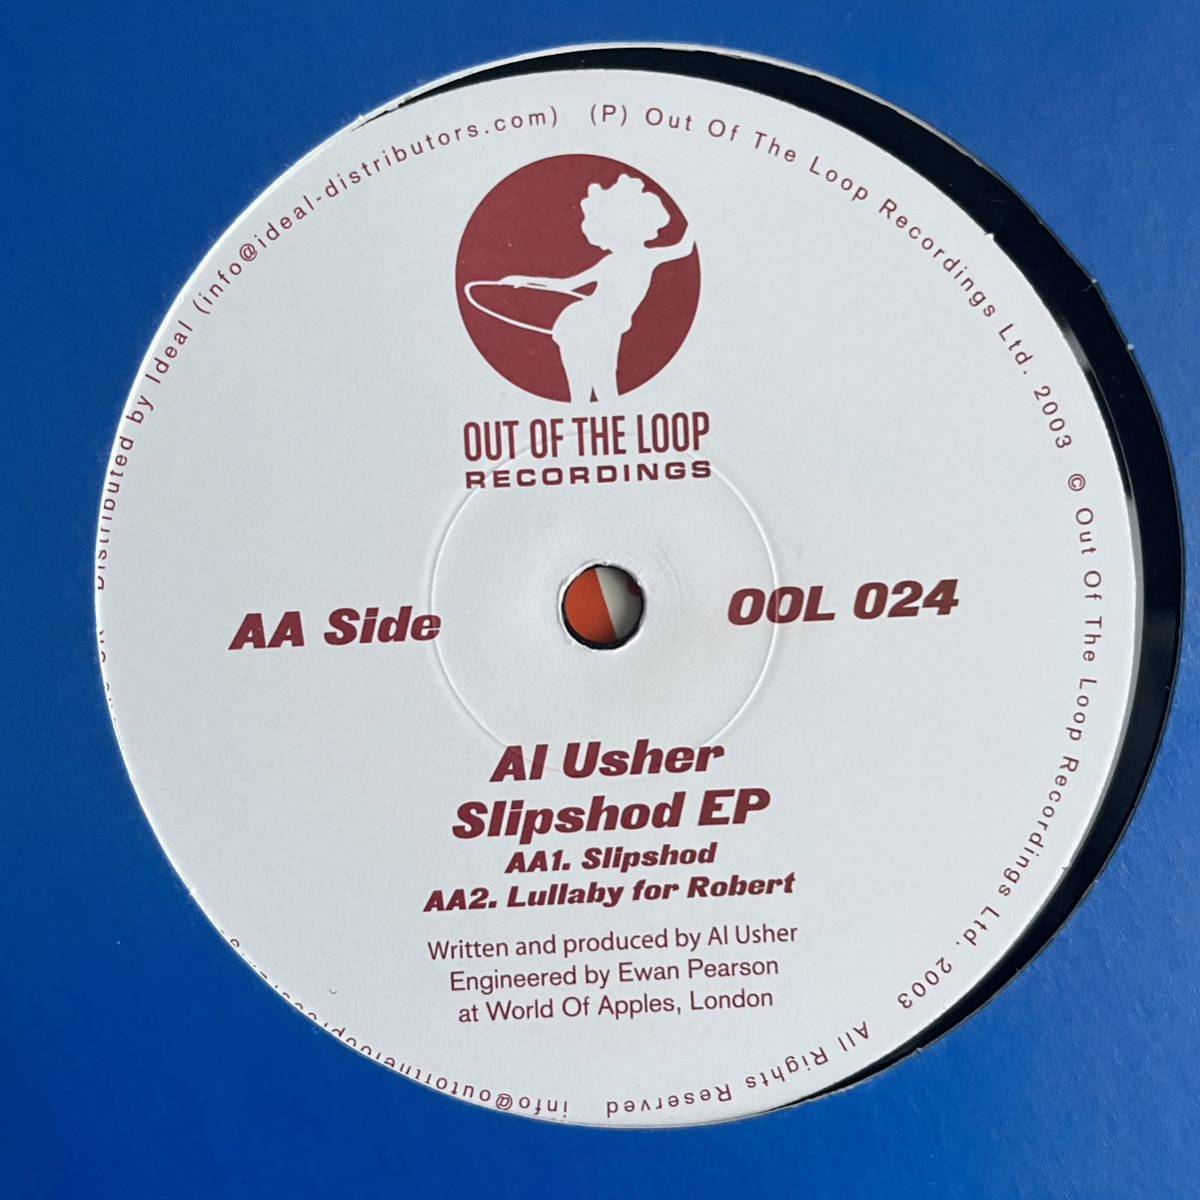 Distributed by Ideal (info@ideal-distributors.com) (P) Out Of The Loop Recordings Ltd. 2003 © Out Of The Loop Recordings Ltd. 2003 All Rights Reserved
OUT OF THE LOOP
RECORDINGS
AA Side
OOL 024
Al Usher
Slipshod EP
AA1. Slipshod
AA2. Lullaby for Robert
Written and produced by Al Usher
Engineered by Ewan Pearson
at World Of Apples, London